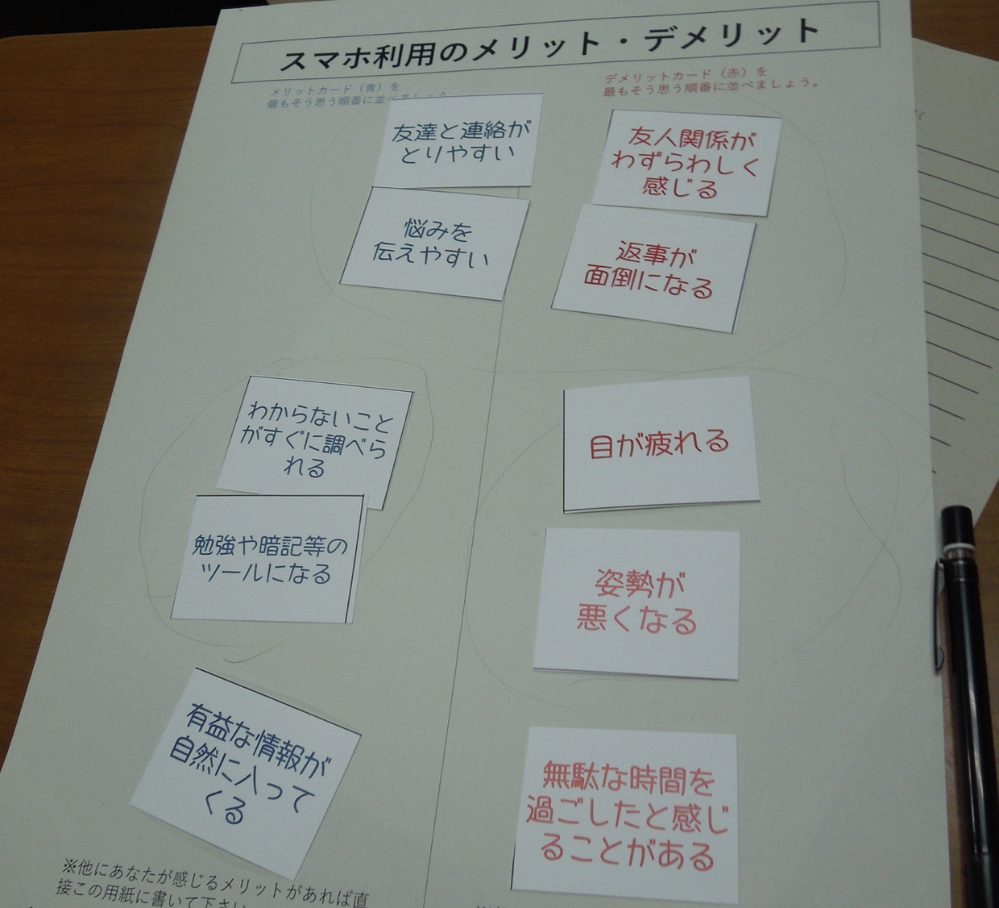 スマホ利用のメリット・デメリット
メリットカード（青）を
最もそう思う順番に並べましょう。
友達と連絡が
とりやすい
悩みを
伝えやすい
わからないこと
がすぐに調べら
れる
勉強や暗記等の
ツールになる
有益な情報が
自然に入って
くる
※他にあなたが感じるメリットがあれば直
接この用紙に書いて下さい
デメリットカード（赤）を
最もそう思う順番に並べましょう。
友人関係が
わずらわしく
感じる
返事が
面倒になる
目が疲れる
姿勢が
悪くなる
無駄な時間を
過ごしたと感じ
ることがある